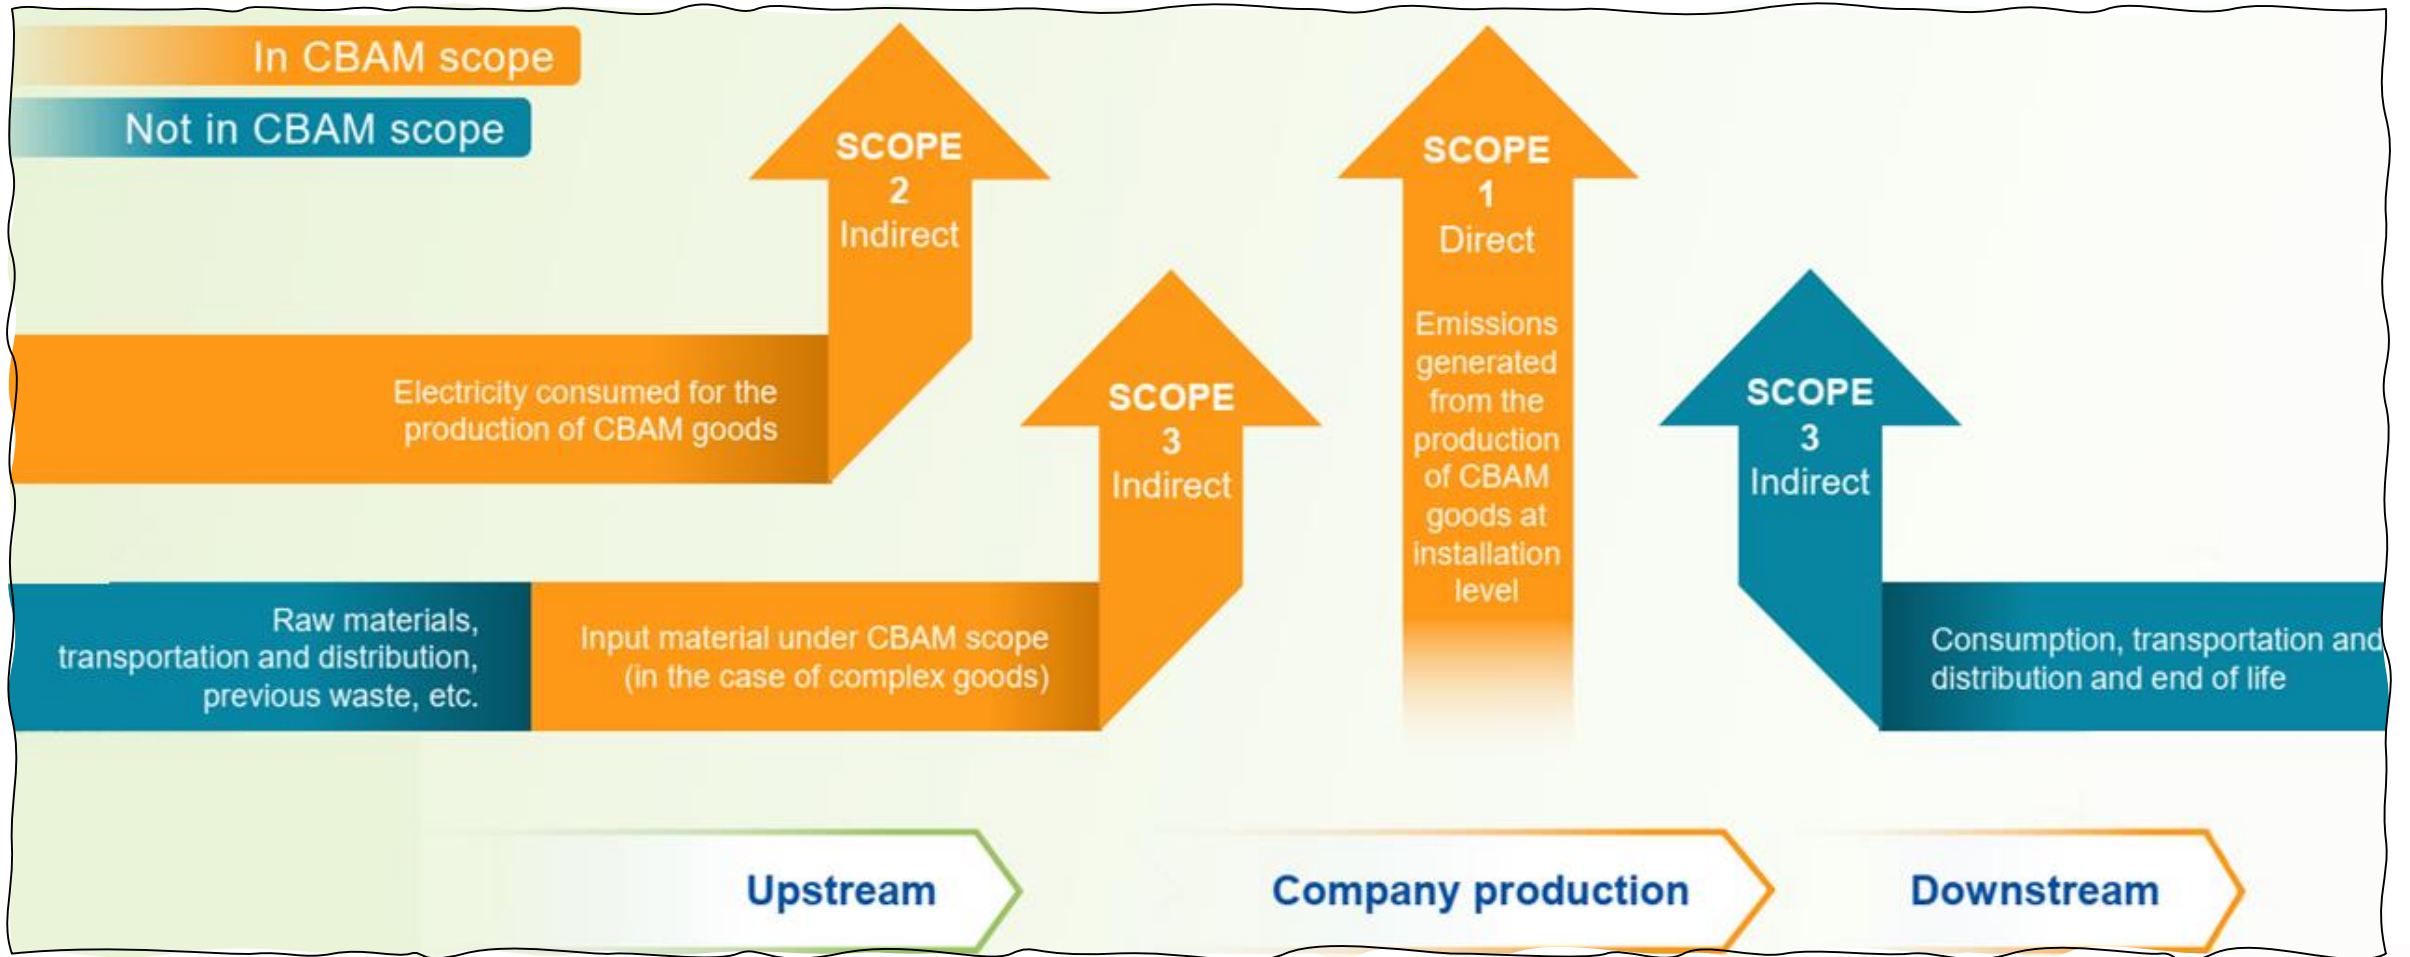 In CBAM scope
Not in CBAM scope
SCOPE
2
Indirect
Electricity consumed for the
production of CBAM goods
SCOPE
3
Indirect
Raw materials,
transportation and distribution,
previous waste, etc.
Input material under CBAM scope
(in the case of complex goods)
SCOPE
1
Direct
Emissions
generated
from the
production
of CBAM
goods at
installation
level
SCOPE
3
Indirect
Consumption, transportation and
distribution and end of life
Upstream
Company production
Downstream